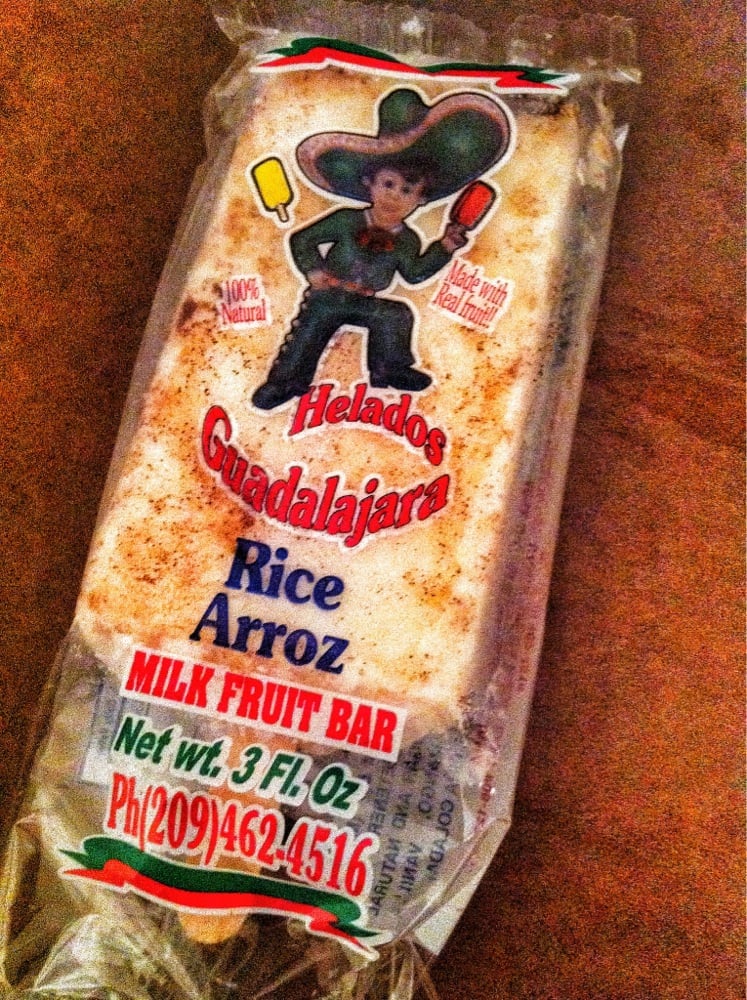 100%
Natural
Made with
Real fruit!!
Helados
Guadalajara
Rice
Arroz
MILK FRUIT BAR
Net wt. 3 Fl. Oz
Ph(209)462-4516